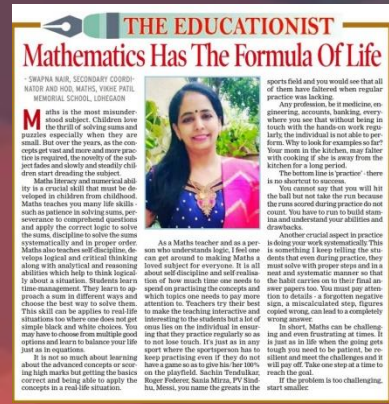 THE EDUCATIONIST
Mathematics Has The Formula Of Life
- SWAPNA NAIR, SECONDARY COORDI-
NATOR AND HOD, MATHS, VIKHE PATIL
MEMORIAL SCHOOL, LOHEGAON
Maths is the most misunder-
stood subject. Children love
the thrill of solving sums and
puzzles especially when they are
small. But over the years, as the con-
cepts get vast and more and more prac-
tice is required, the novelty of the sub-
ject fades and slowly and steadily chil-
dren start dreading the subject.
Maths literacy and numerical abil-
ity is a crucial skill that must be de-
veloped in children from childhood.
Maths teaches you many life skills -
such as patience in solving sums, per-
severance to comprehend questions
and apply the correct logic to solve
the sums, discipline to solve the sums
systematically and in proper order.
Maths also teaches self-discipline, de-
velops logical and critical thinking
along with analytical and reasoning
abilities which help to think logical-
ly about a situation. Students learn
time-management. They learn to ap-
proach a sum in different ways and
choose the best way to solve them.
This skill can be applied to real-life
situations too where one does not get
simple black and white choices. You
may have to choose from multiple good
options and learn to balance your life
just as in equations.
It is not so much about learning
about the advanced concepts or scor-
ing high marks but getting the basics
correct and being able to apply the
concepts in a real-life situation.
As a Maths teacher and as a per-
son who understands logic, I feel one
can get around to making Maths a
loved subject for everyone. It is all
about self-discipline and self realisa-
tion of how much time one needs to
spend on practicing the concepts and
which topics one needs to pay more
attention to. Teachers try their best
to make the teaching interactive and
interesting to the students but a lot of
onus lies on the individual in ensur-
ing that they practice regularly so as
to not lose touch. It's just as in any
sport where the sportsperson has to
keep practising even if they do not
have a game so as to give his/her 100%
on the playfield. Sachin Tendulkar,
Roger Federer, Sania Mirza, PV Sind-
hu, Messi, you name the greats in the
sports field and you would see that all
of them have faltered when regular
practice was lacking.
Any profession, be it medicine, en-
gineering, accounts, banking, every-
where you see that without being in
touch with the hands-on work regu-
larly, the individual is not able to per-
form. Why to look for examples so far?
Your mom in the kitchen, may falter
with cooking if she is away from the
kitchen for a long period.
The bottom line is 'practice' - there
is no shortcut to success.
You cannot say that you will hit
the ball but not take the run because
the runs scored during practice do not
count. You have to run to build stam-
ina and understand your abilities and
drawbacks.
Another crucial aspect in practice
is doing your work systematically. This
is something I keep telling the stu-
dents that even during practice, they
must solve with proper steps and in a
neat and systematic manner so that
the habit carries on to their final an-
swer papers too. You must pay atten-
tion to details - a forgotten negative
sign, a miscalculated step, figures
copied wrong, can lead to a completely
wrong answer.
In short, Maths can be challeng-
ing and even frustrating at times. It
is just as in life when the going gets
tough you need to be patient, be re-
silient and meet the challenges and it
will pay off. Take one step at a time to
reach the goal.
If the problem is too challenging,
start smaller.